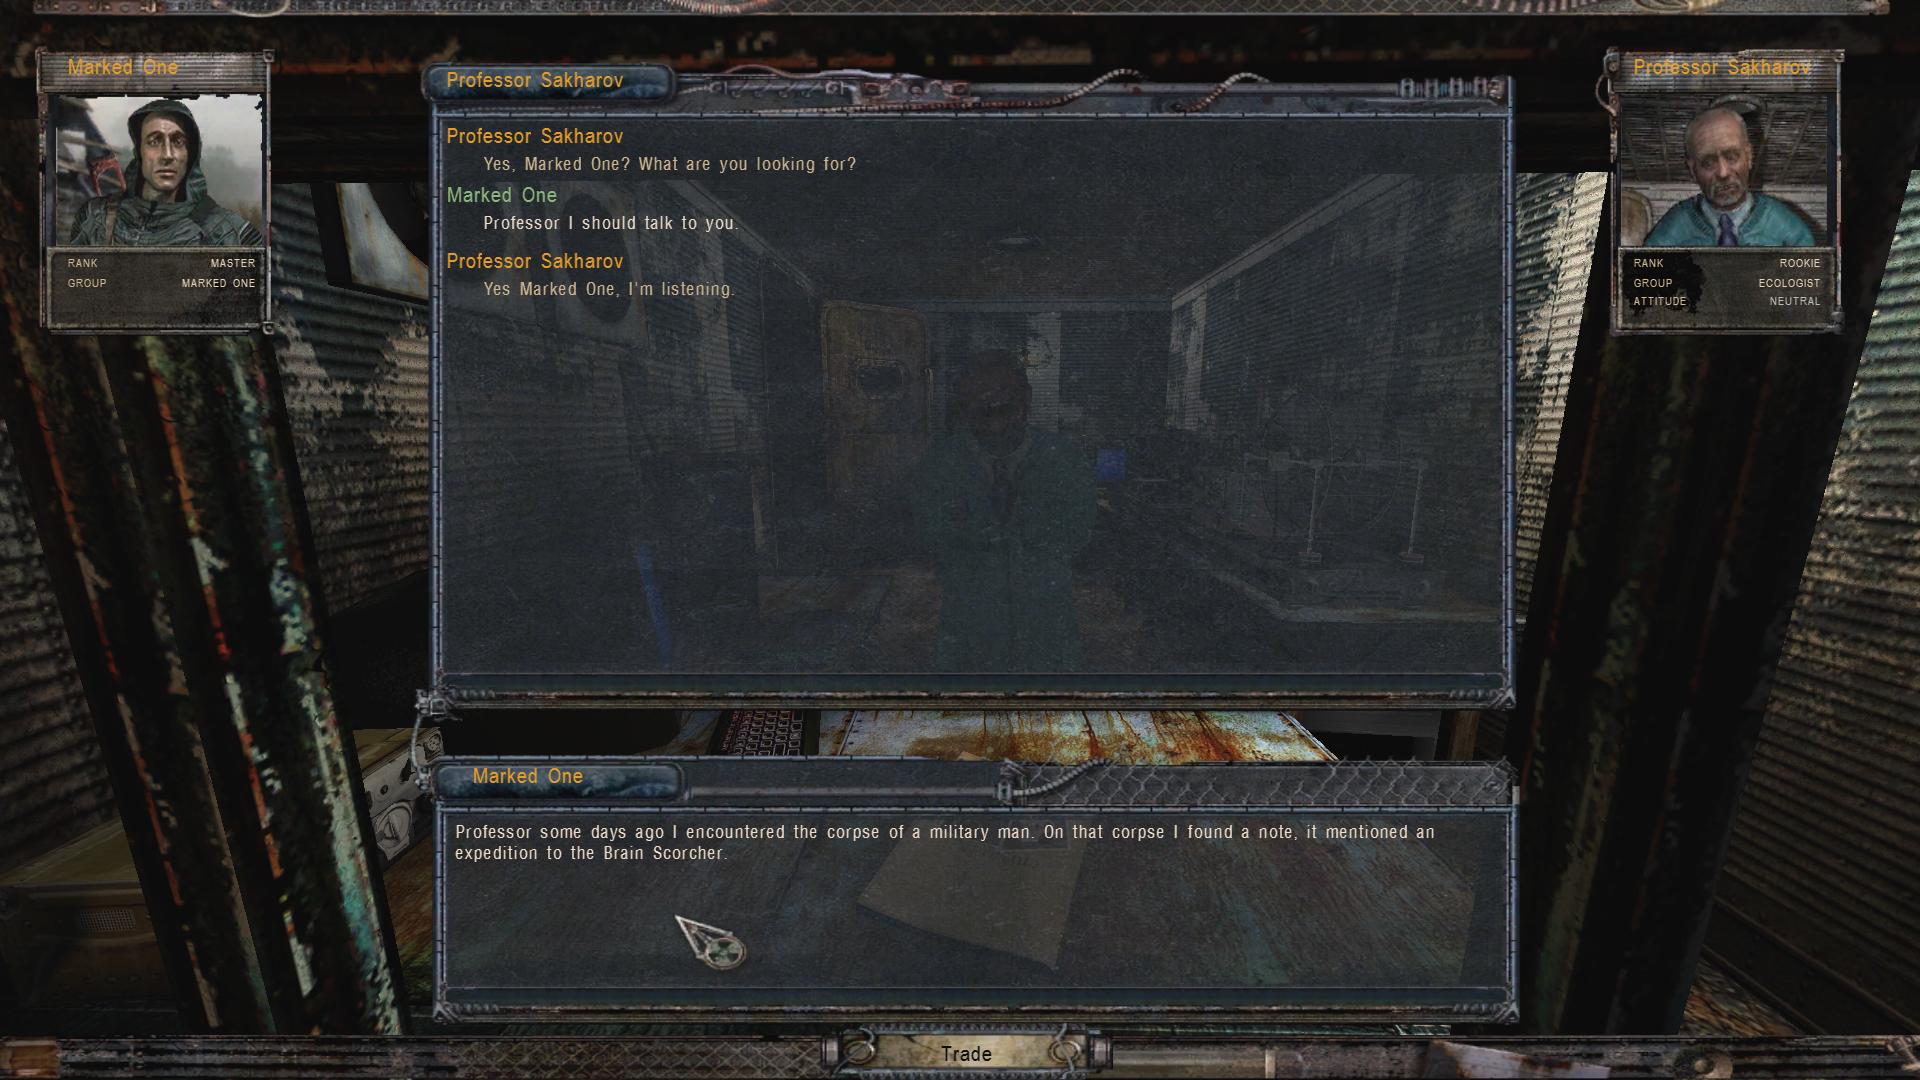 Marked One
RANK MASTER
GROUP MARKED ONE
Professor Sakharov
Professor Sakharov
Yes, Marked One? What are you looking for?
Marked One
Professor I should talk to you.
Professor Sakharov
Yes Marked One, I'm listening.
Professor Sakharov
RANK ROOKIE
GROUP ECOLOGIST
ATTITUDE NEUTRAL
Marked One
Professor some days ago I encountered the corpse of a military man. On that corpse I found a note, it mentioned an
expedition to the Brain Scorcher.
Trade